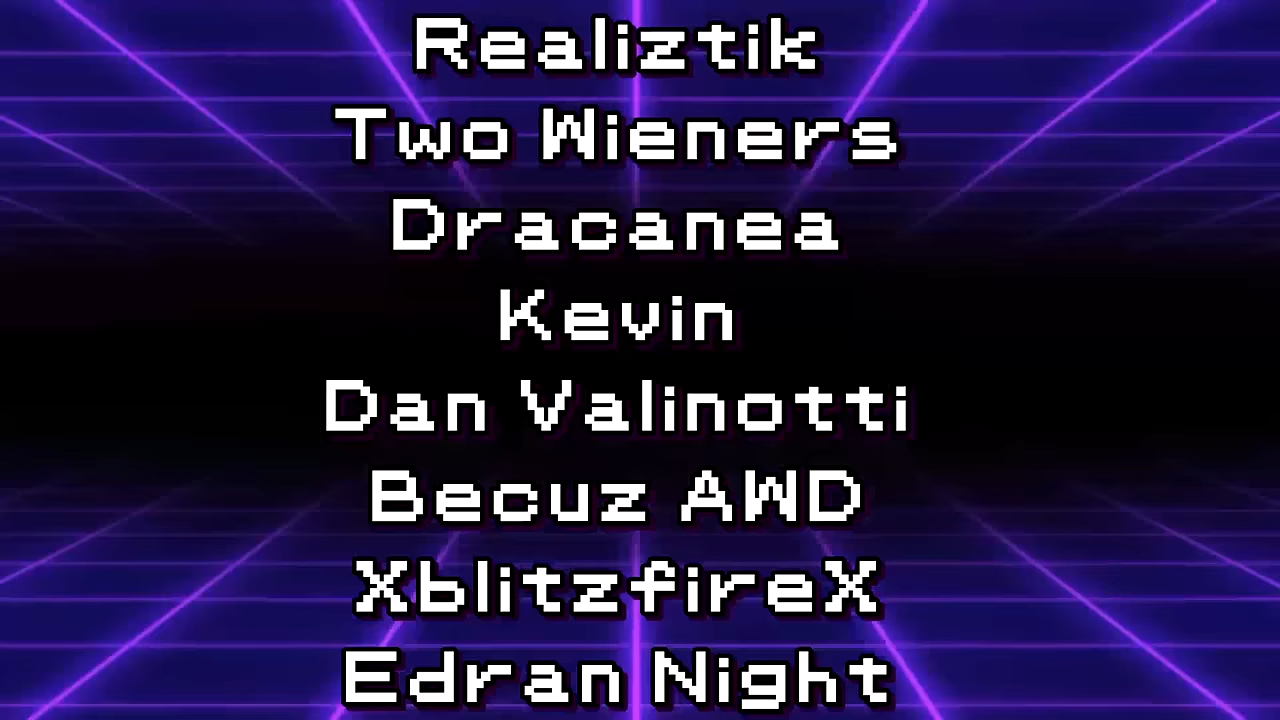 Realiztik
Two Wieners
Dracanea
Kevin
Dan Valinotti
Becuz AWD
XblitzfireX
Edran Night